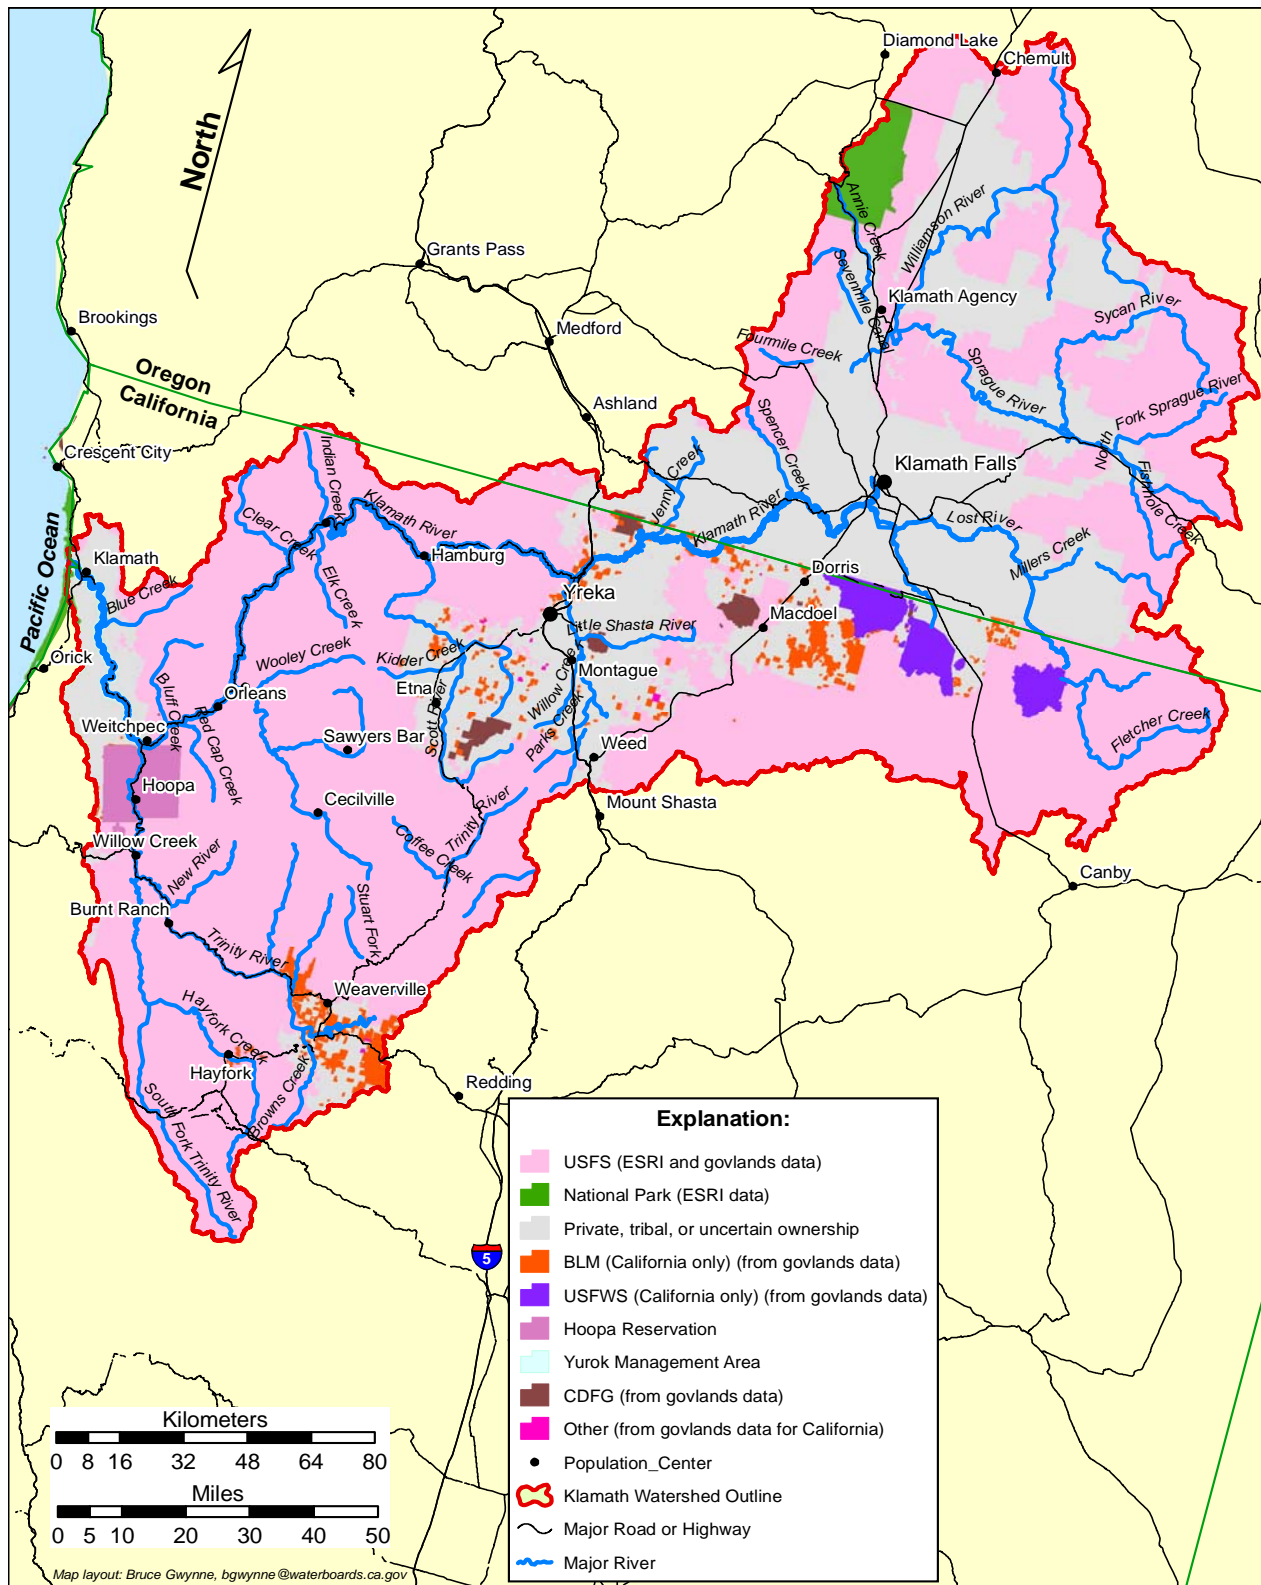 Diamond Lake
Chemult
North
Annie Creek
Williamson River
Grants Pass
Sevenmile Canal
Klamath Agency
Sycan River
Brookings
Medford
Fourmile Creek
Oregon
California
Sprague River
North
Fork Sprague River
Ashland
Spencer Creek
Crescent City
Indian Creek
Klamath Falls
Fishhole Creek
Jenny Creek
Clear Creek
Klamath River
Klamath River
Lost River
Pacific Ocean
Klamath
Hamburg
Millers Creek
Blue Creek
Elk Creek
Dorris
Yreka
Macdoel
Little Shasta River
Orick
Wooley Creek
Kidder Creek
Montague
Bluff Creek
Orleans
Etna
Willow Creek
Weitchpec
Red Cap Creek
Scott River
Sawyers Bar
Parks Creek
Weed
Fletcher Creek
Hoopa
Cecilville
Trinity River
Mount Shasta
Willow Creek
Coffee Creek
New River
Canby
Burnt Ranch
Stuart Fork
Trinity River
Weaverville
Hayfork Creek
Hayfork
Browns Creek
Redding
South Fork Trinity River
5
Explanation:
USFS (ESRI and govlands data)
National Park (ESRI data)
Private, tribal, or uncertain ownership
BLM (California only) (from govlands data)
USFWS (California only) (from govlands data)
Hoopa Reservation
Yurok Management Area
CDFG (from govlands data)
Other (from govlands data for California)
Population_Center
Klamath Watershed Outline
Major Road or Highway
Major River
Kilometers
0 8 16 32 48 64 80
Miles
0 5 10 20 30 40 50
Map layout: Bruce Gwynne, bgwynne@waterboards.ca.gov